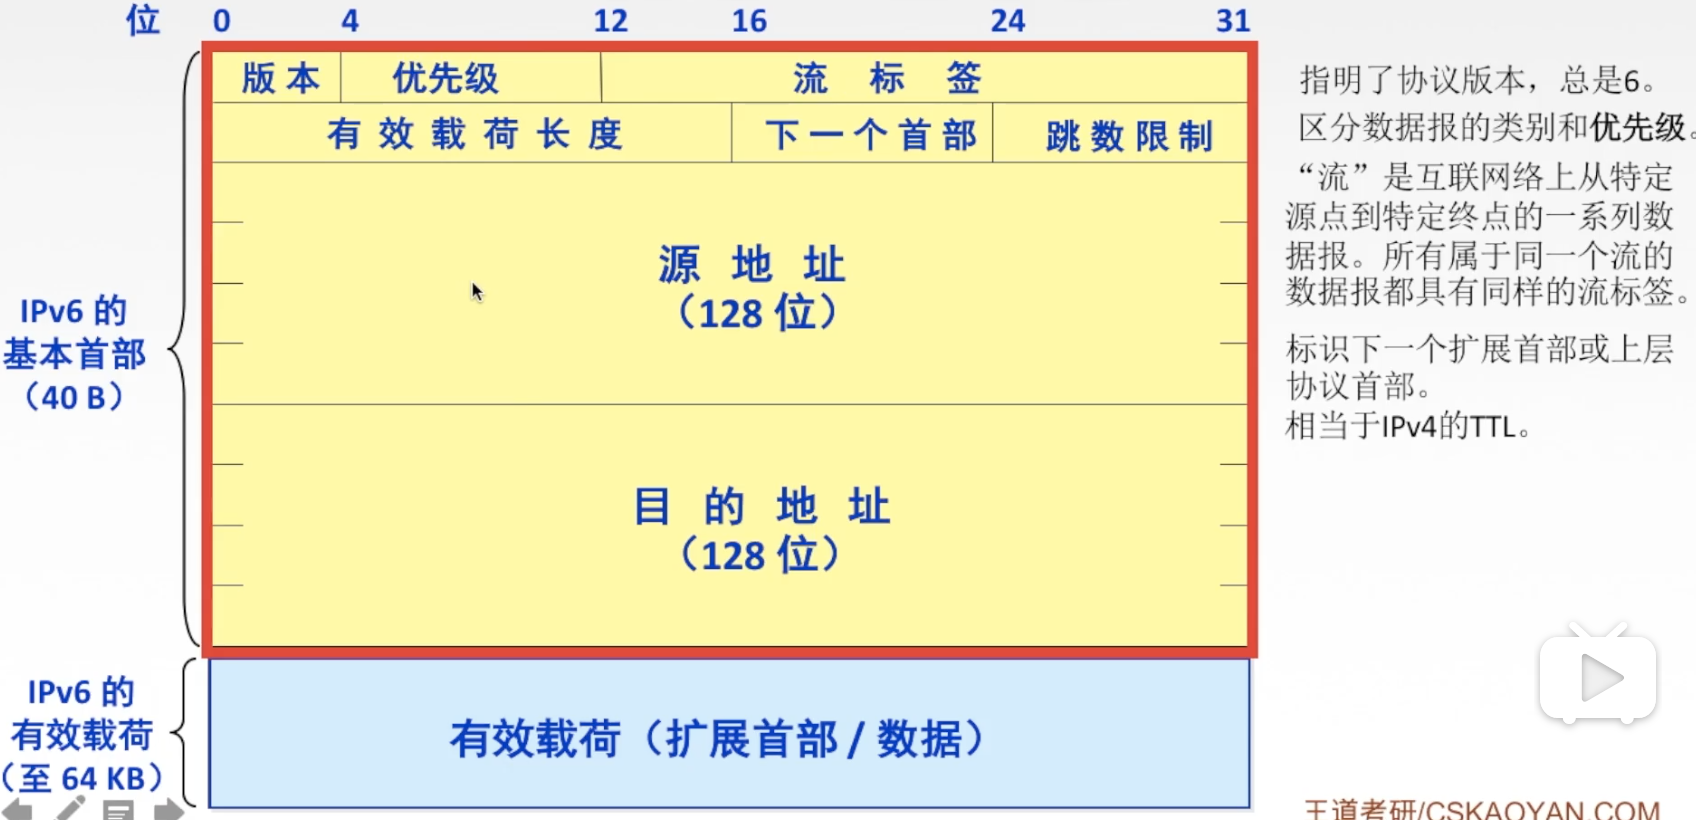 位 0 4 12 16 24 31
版本 优先级 流标签
有效载荷长度 下一个首部 跳数限制
源地址
（128 位）
目的地址
（128 位）
IPv6 的
基本首部
（40 B）
IPv6 的
有效载荷
（至 64 KB）
有效载荷（扩展首部 / 数据）
指明了协议版本，总是6。
区分数据报的类别和优先级。
“流”是互联网络上从特定
源点到特定终点的一系列数
据报。所有属于同一个流的
数据报都具有同样的流标签。
标识下一个扩展首部或上层
协议首部。
相当于IPv4的TTL。
王道考研/CSKAOYAN.COM